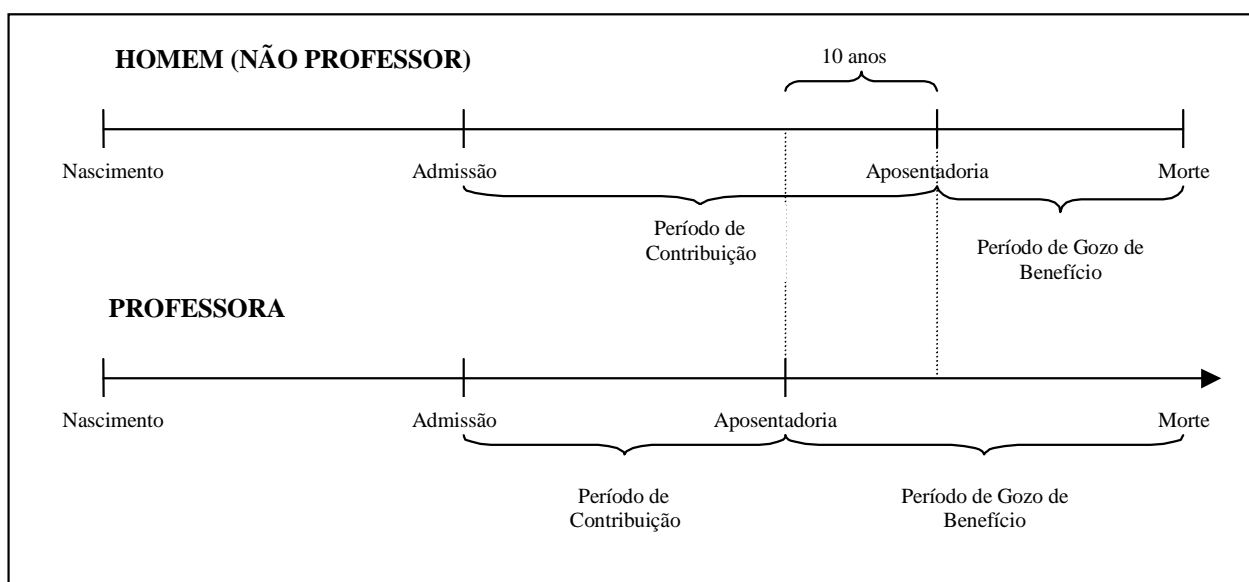 HOMEM (NÃO PROFESSOR)
10 anos
Nascimento
Admissão
Aposentadoria
Morte
Período de
Contribuição
Período de Gozo de
Benefício
PROFESSORA
Nascimento
Admissão
Aposentadoria
Morte
Período de
Contribuição
Período de Gozo de
Benefício